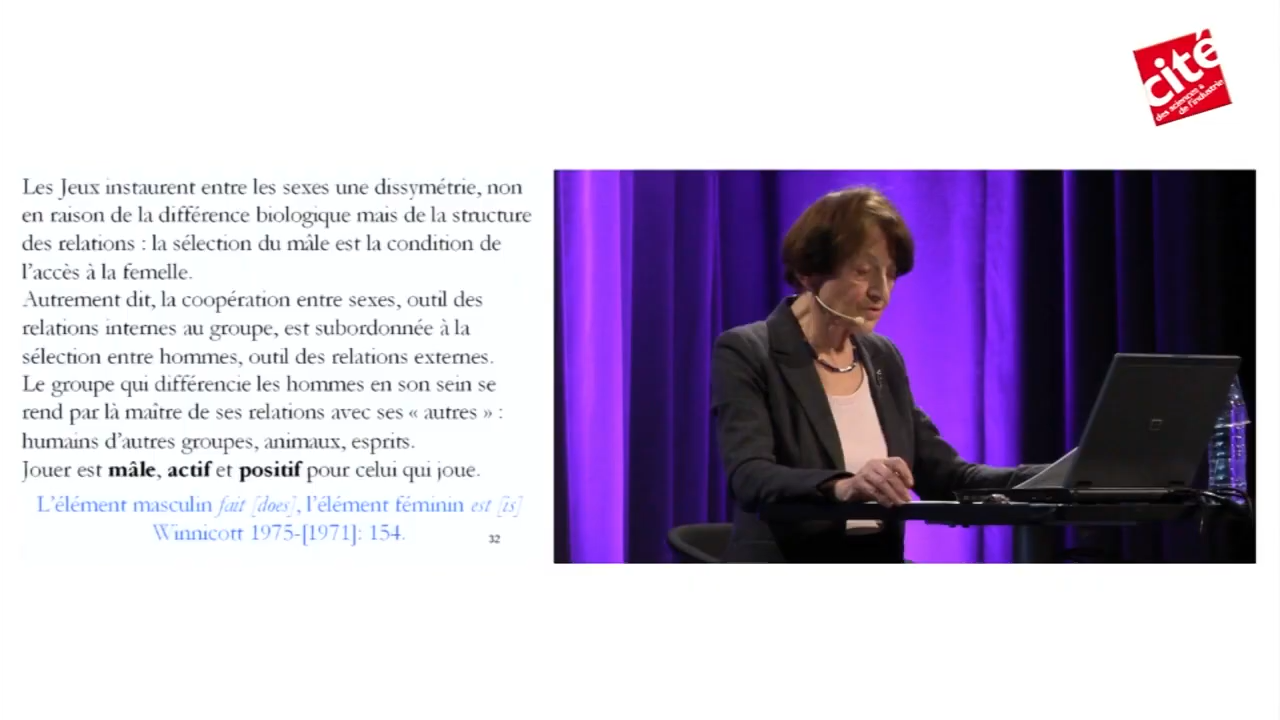 cité
des sciences &
de l'industrie
Les Jeux instaurent entre les sexes une dissymétrie, non
en raison de la différence biologique mais de la structure
des relations : la sélection du mâle est la condition de
l'accès à la femelle.
Autrement dit, la coopération entre sexes, outil des
relations internes au groupe, est subordonnée à la
sélection entre hommes, outil des relations externes.
Le groupe qui différencie les hommes en son sein se
rend par là maître de ses relations avec ses « autres » :
humains d'autres groupes, animaux, esprits.
Jouer est mâle, actif et positif pour celui qui joue.
L'élément masculin fait [does], l'élément féminin est [is]
Winnicott 1975-[1971]: 154.
32